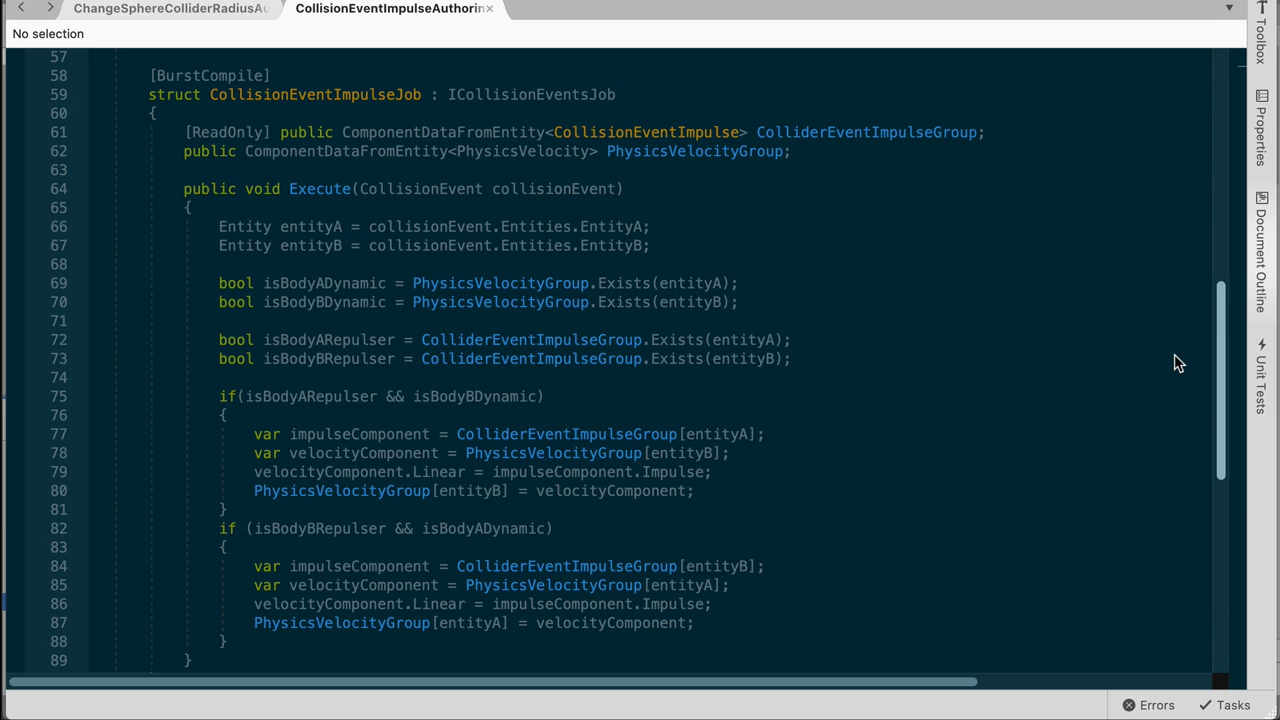 ChangeSphereColliderRadiusAu
CollisionEventImpulseAuthorin ×
No selection
57
58 [BurstCompile]
59 struct CollisionEventImpulseJob : ICollisionEventsJob
60 {
61 [ReadOnly] public ComponentDataFromEntity<CollisionEventImpulse> ColliderEventImpulseGroup;
62 public ComponentDataFromEntity<PhysicsVelocity> PhysicsVelocityGroup;
63
64 public void Execute(CollisionEvent collisionEvent)
65 {
66 Entity entityA = collisionEvent.Entities.EntityA;
67 Entity entityB = collisionEvent.Entities.EntityB;
68
69 bool isBodyADynamic = PhysicsVelocityGroup.Exists(entityA);
70 bool isBodyBDynamic = PhysicsVelocityGroup.Exists(entityB);
71
72 bool isBodyARepulser = ColliderEventImpulseGroup.Exists(entityA);
73 bool isBodyBRepulser = ColliderEventImpulseGroup.Exists(entityB);
74
75 if(isBodyARepulser && isBodyBDynamic)
76 {
77 var impulseComponent = ColliderEventImpulseGroup[entityA];
78 var velocityComponent = PhysicsVelocityGroup[entityB];
79 velocityComponent.Linear = impulseComponent.Impulse;
80 PhysicsVelocityGroup[entityB] = velocityComponent;
81 }
82 if (isBodyBRepulser && isBodyADynamic)
83 {
84 var impulseComponent = ColliderEventImpulseGroup[entityB];
85 var velocityComponent = PhysicsVelocityGroup[entityA];
86 velocityComponent.Linear = impulseComponent.Impulse;
87 PhysicsVelocityGroup[entityA] = velocityComponent;
88 }
89 }
Toolbox
Properties
Document Outline
Unit Tests
Errors
Tasks